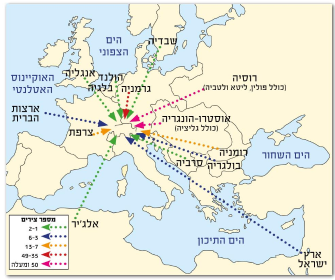 שבדיה
הים
הצפוני
אנגליה
הולנד
בלגיה
גרמניה
האוקיינוס
האטלנטי
רוסיה
(כולל פולין, ליטא ולטביה)
ארצות
הברית
אוסטרו-הונגריה
(כולל גליציה)
צרפת
רומניה
סרביה
בולגריה
הים השחור
אלג'יר
הים התיכון
ארץ
ישראל
מספר צירים
2-1
6-3
13-7
49-35
50 ומעלה